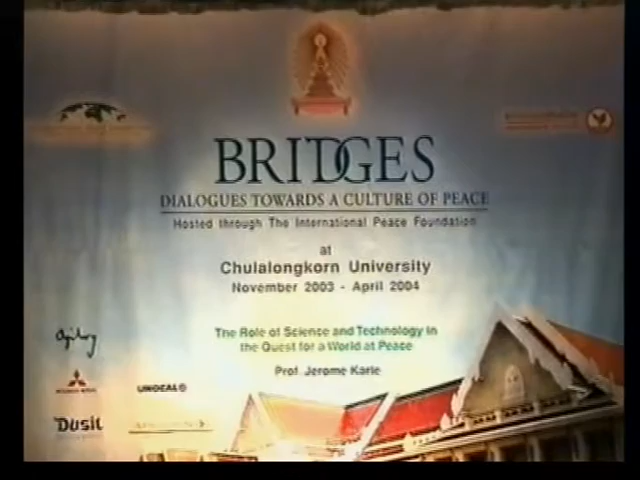 BRIDGES
DIALOGUES TOWARDS A CULTURE OF PEACE
Hosted through The International Peace Foundation
at
Chulalongkorn University
November 2003 - April 2004
The Role of Science and Technology in
the Quest for a World at Peace
Prof. Jerome Karle
Ogilvy
UNOCAL
Dusit